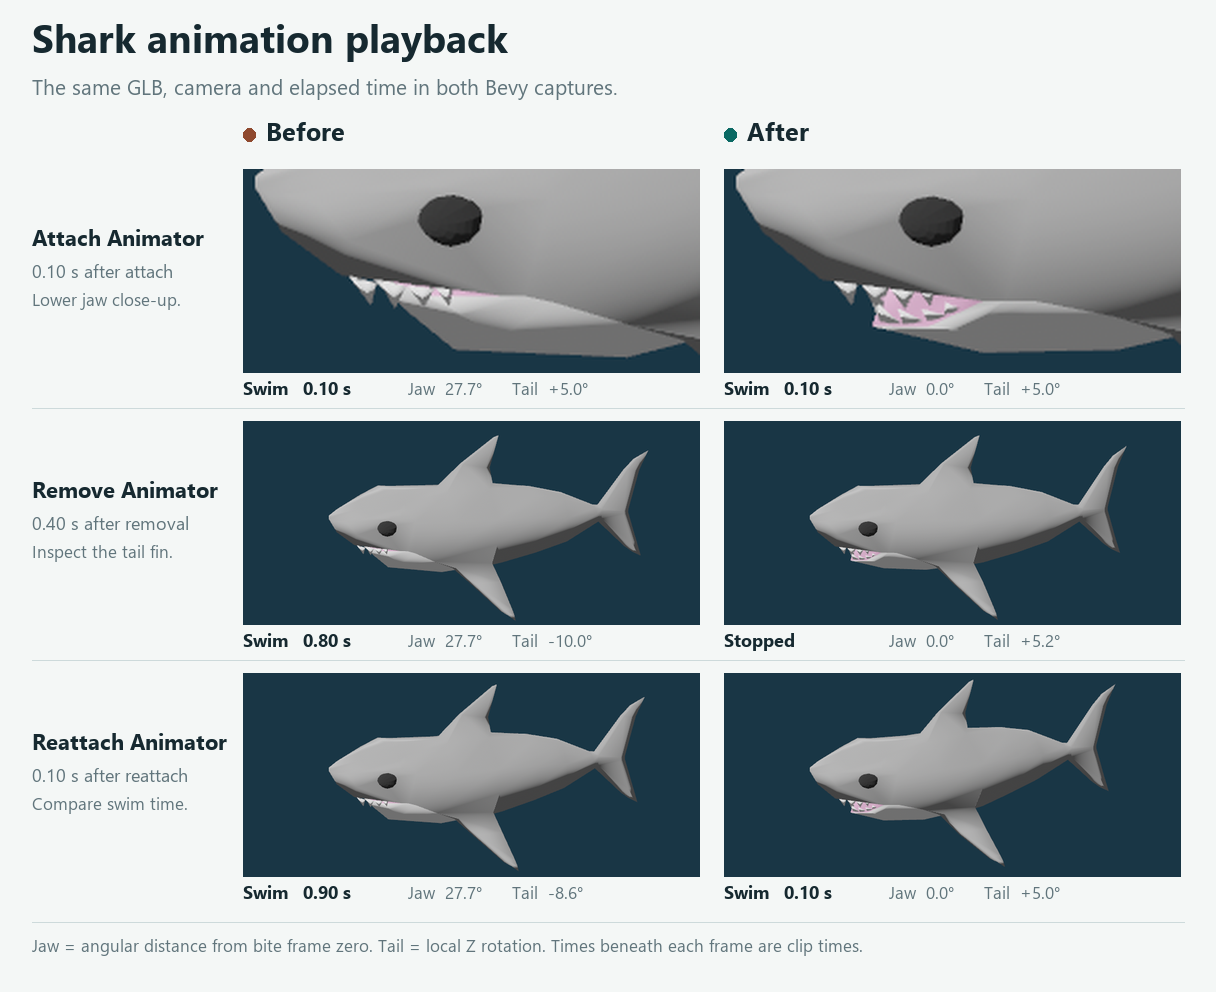 Shark animation playback
The same GLB, camera and elapsed time in both Bevy captures.
Before
After
Attach Animator
0.10 s after attach
Lower jaw close-up.
Swim 0.10 s Jaw 27.7° Tail +5.0°
Swim 0.10 s Jaw 0.0° Tail +5.0°
Remove Animator
0.40 s after removal
Inspect the tail fin.
Swim 0.80 s Jaw 27.7° Tail -10.0°
Stopped Jaw 0.0° Tail +5.2°
Reattach Animator
0.10 s after reattach
Compare swim time.
Swim 0.90 s Jaw 27.7° Tail -8.6°
Swim 0.10 s Jaw 0.0° Tail +5.0°
Jaw = angular distance from bite frame zero. Tail = local Z rotation. Times beneath each frame are clip times.